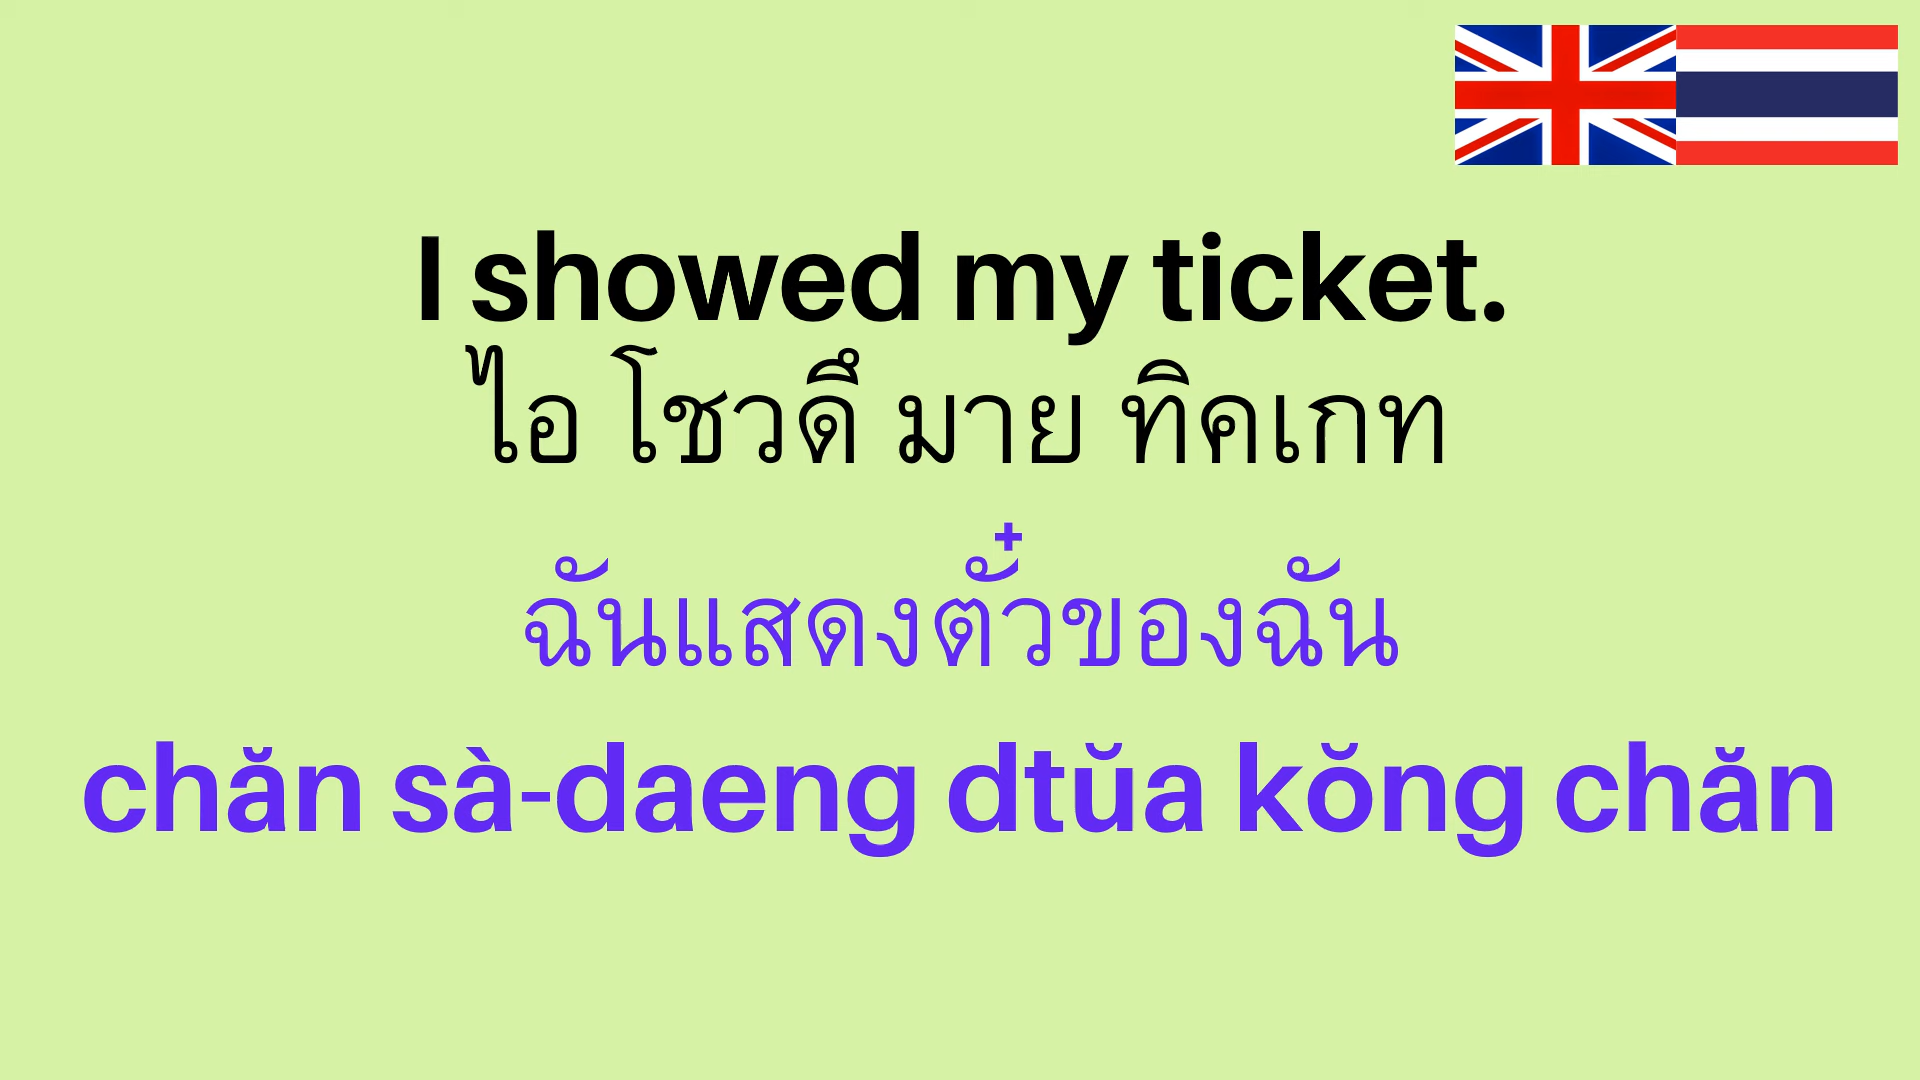 I showed my ticket.
ไอ โชวดึ มาย ทิคเกท
ฉันแสดงตั๋วของฉัน
chăn sà-daeng dtŭa kŏng chăn